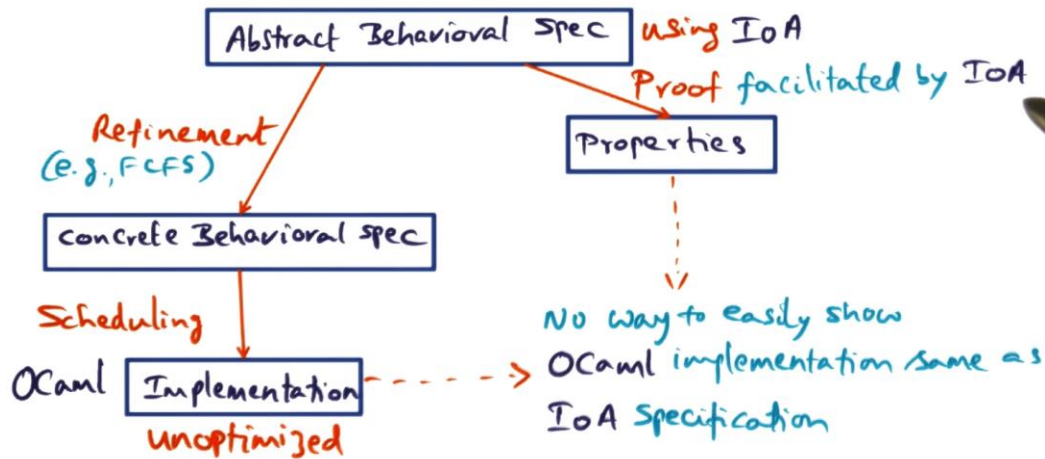 Abstract Behavioral Spec using IoA
Proof facilitated by IoA
Refinement
(e.g., FCFS)
Properties
Concrete Behavioral spec
Scheduling
No way to easily show
OCaml Implementation
OCaml implementation same as
IoA specification
unoptimized